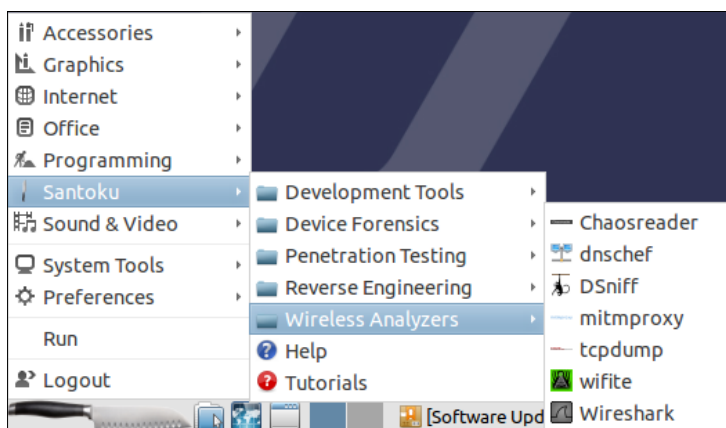 Accessories
Graphics
Internet
Office
Programming
Santoku
Sound & Video
System Tools
Preferences
Run
Logout
Development Tools
Device Forensics
Penetration Testing
Reverse Engineering
Wireless Analyzers
Help
Tutorials
Chaosreader
dnschef
DSniff
mitmproxy
tcpdump
wifite
Wireshark
[Software Upd